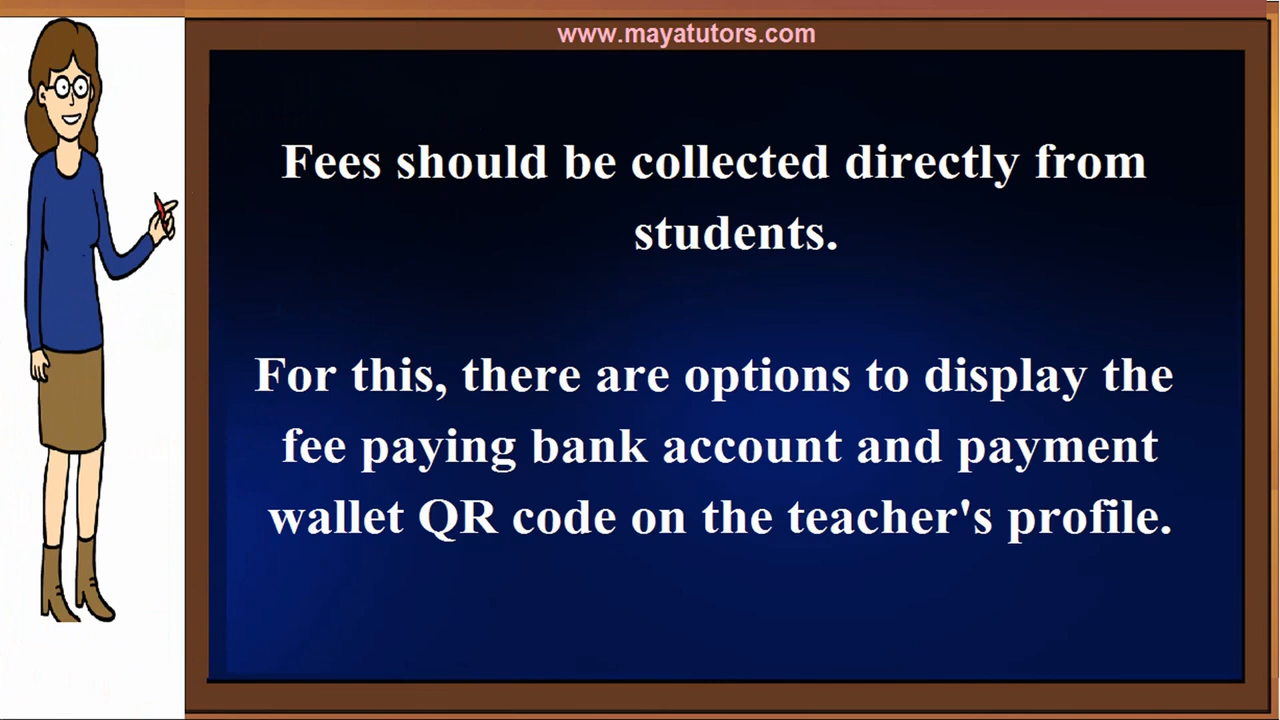 www.mayatutors.com
Fees should be collected directly from
students.
For this, there are options to display the
fee paying bank account and payment
wallet QR code on the teacher's profile.